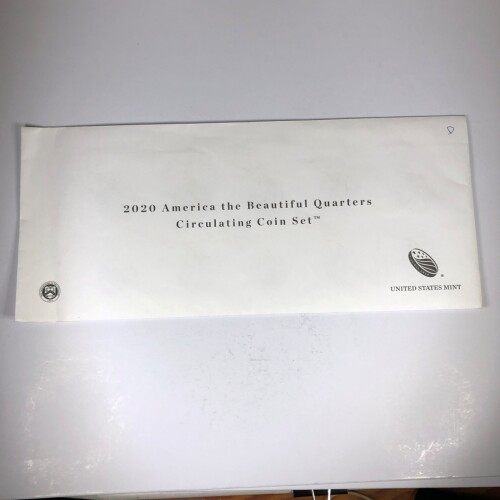 2020 America the Beautiful Quarters
Circulating Coin Set™
UNITED STATES MINT